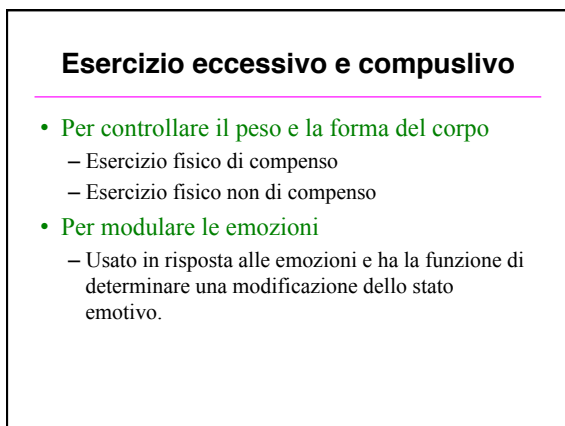 Esercizio eccessivo e compuslivo
• Per controllare il peso e la forma del corpo
– Esercizio fisico di compenso
– Esercizio fisico non di compenso
• Per modulare le emozioni
– Usato in risposta alle emozioni e ha la funzione di
determinare una modificazione dello stato
emotivo.